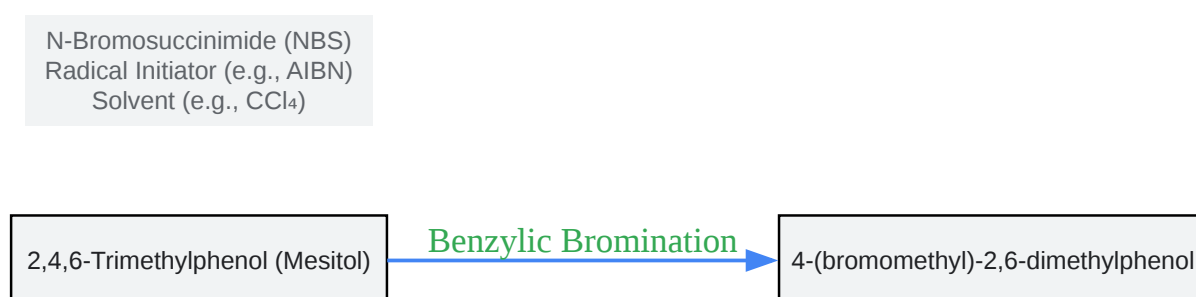 N-Bromosuccinimide (NBS)
Radical Initiator (e.g., AIBN)
Solvent (e.g., CCl₄)
Benzylic Bromination
2,4,6-Trimethylphenol (Mesitol)
4-(bromomethyl)-2,6-dimethylphenol